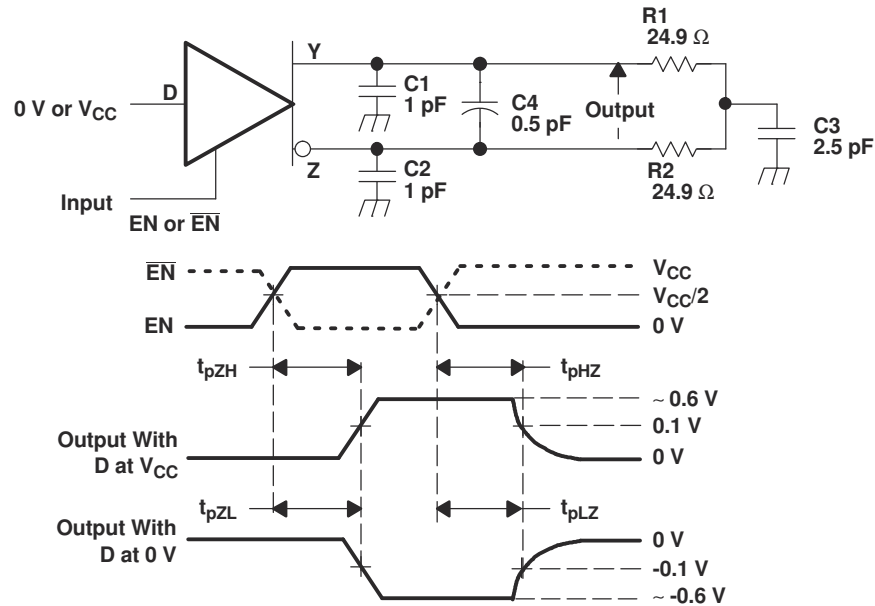 R1
24.9 Ω
Y
D
C1
1 pF
C4
0.5 pF
Output
0 V or VCC
C3
2.5 pF
Z
C2
1 pF
R2
24.9 Ω
Input
EN or E̅N̅
E̅N̅
VCC
VCC/2
EN
0 V
tpZH
tpHZ
~ 0.6 V
0.1 V
Output With
D at VCC
0 V
tpZL
tpLZ
Output With
D at 0 V
0 V
-0.1 V
~ -0.6 V